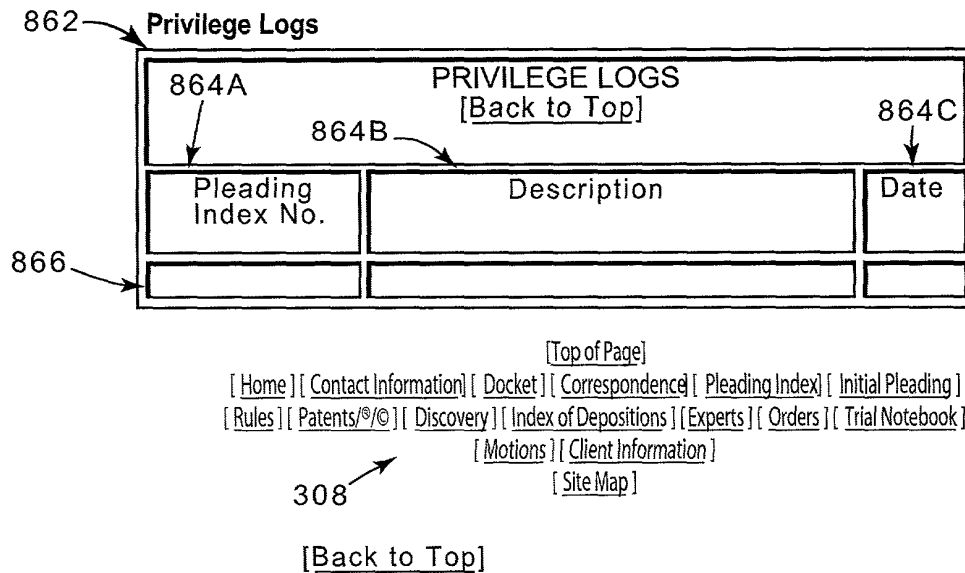 862 Privilege Logs
PRIVILEGE LOGS
864A [Back to Top] 864C
864B
Pleading Description Date
Index No.
866
[Top of Page]
[ Home ] [ Contact Information] [ Docket ] [ Correspondence] [ Pleading Index] [ Initial Pleading ]
[ Rules ] [ Patents/®/© ] [ Discovery ] [ Index of Depositions ] [Experts ] [ Orders ] [ Trial Notebook ]
[ Motions ] [ Client Information ]
308 [ Site Map ]
[Back to Top]